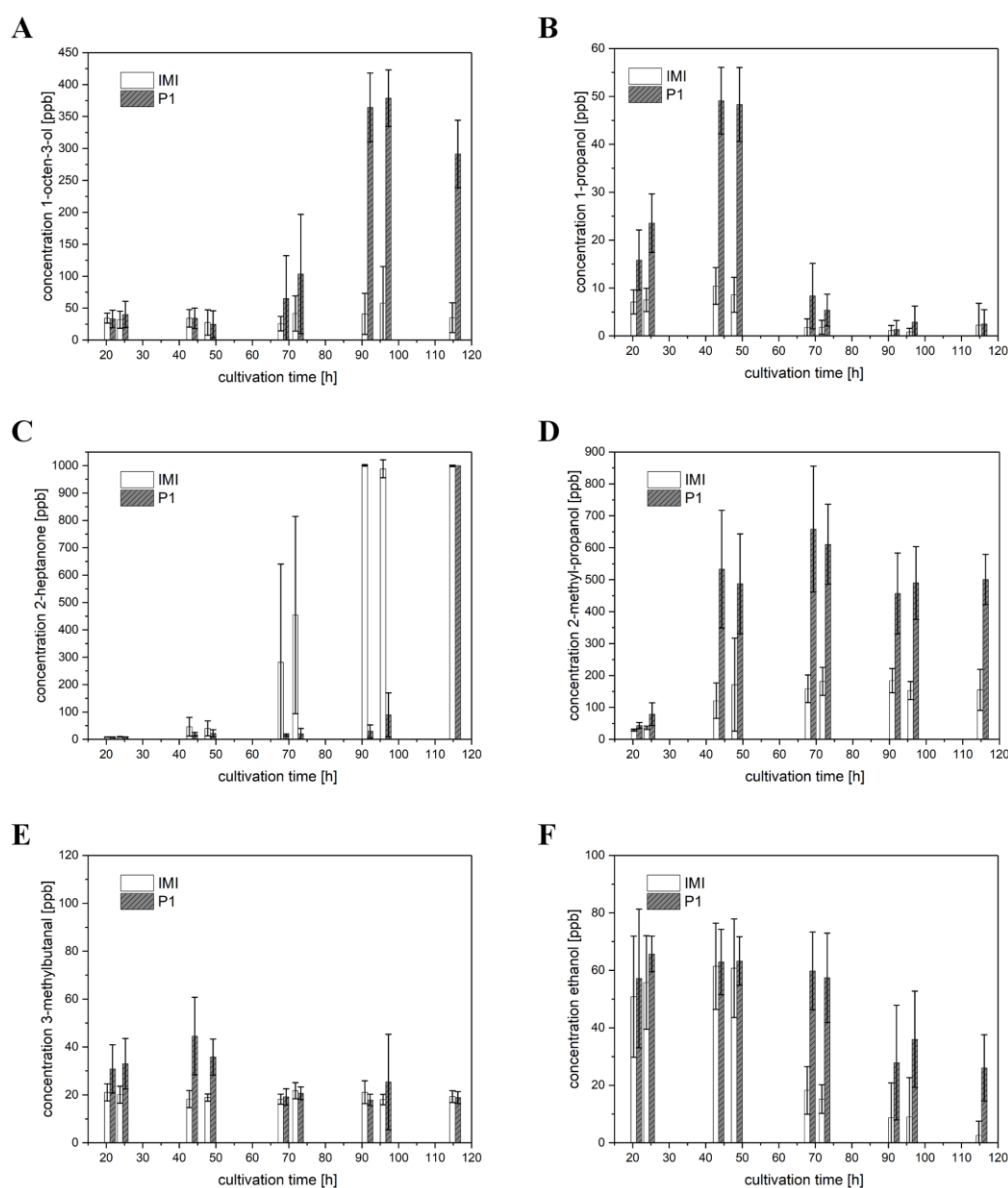 A
concentration 1-octen-3-ol [ppb]
450
400
350
300
250
200
150
100
50
0
IMI
P1
20 30 40 50 60 70 80 90 100 110 120
cultivation time [h]
B
concentration 1-propanol [ppb]
60
50
40
30
20
10
0
IMI
P1
20 30 40 50 60 70 80 90 100 110 120
cultivation time [h]
C
concentration 2-heptanone [ppb]
1000
900
800
700
600
500
400
300
200
100
0
IMI
P1
20 30 40 50 60 70 80 90 100 110 120
cultivation time [h]
D
concentration 2-methyl-propanol [ppb]
900
800
700
600
500
400
300
200
100
0
IMI
P1
20 30 40 50 60 70 80 90 100 110 120
cultivation time [h]
E
concentration 3-methylbutanal [ppb]
120
100
80
60
40
20
0
IMI
P1
20 30 40 50 60 70 80 90 100 110 120
cultivation time [h]
F
concentration ethanol [ppb]
100
80
60
40
20
0
IMI
P1
20 30 40 50 60 70 80 90 100 110 120
cultivation time [h]